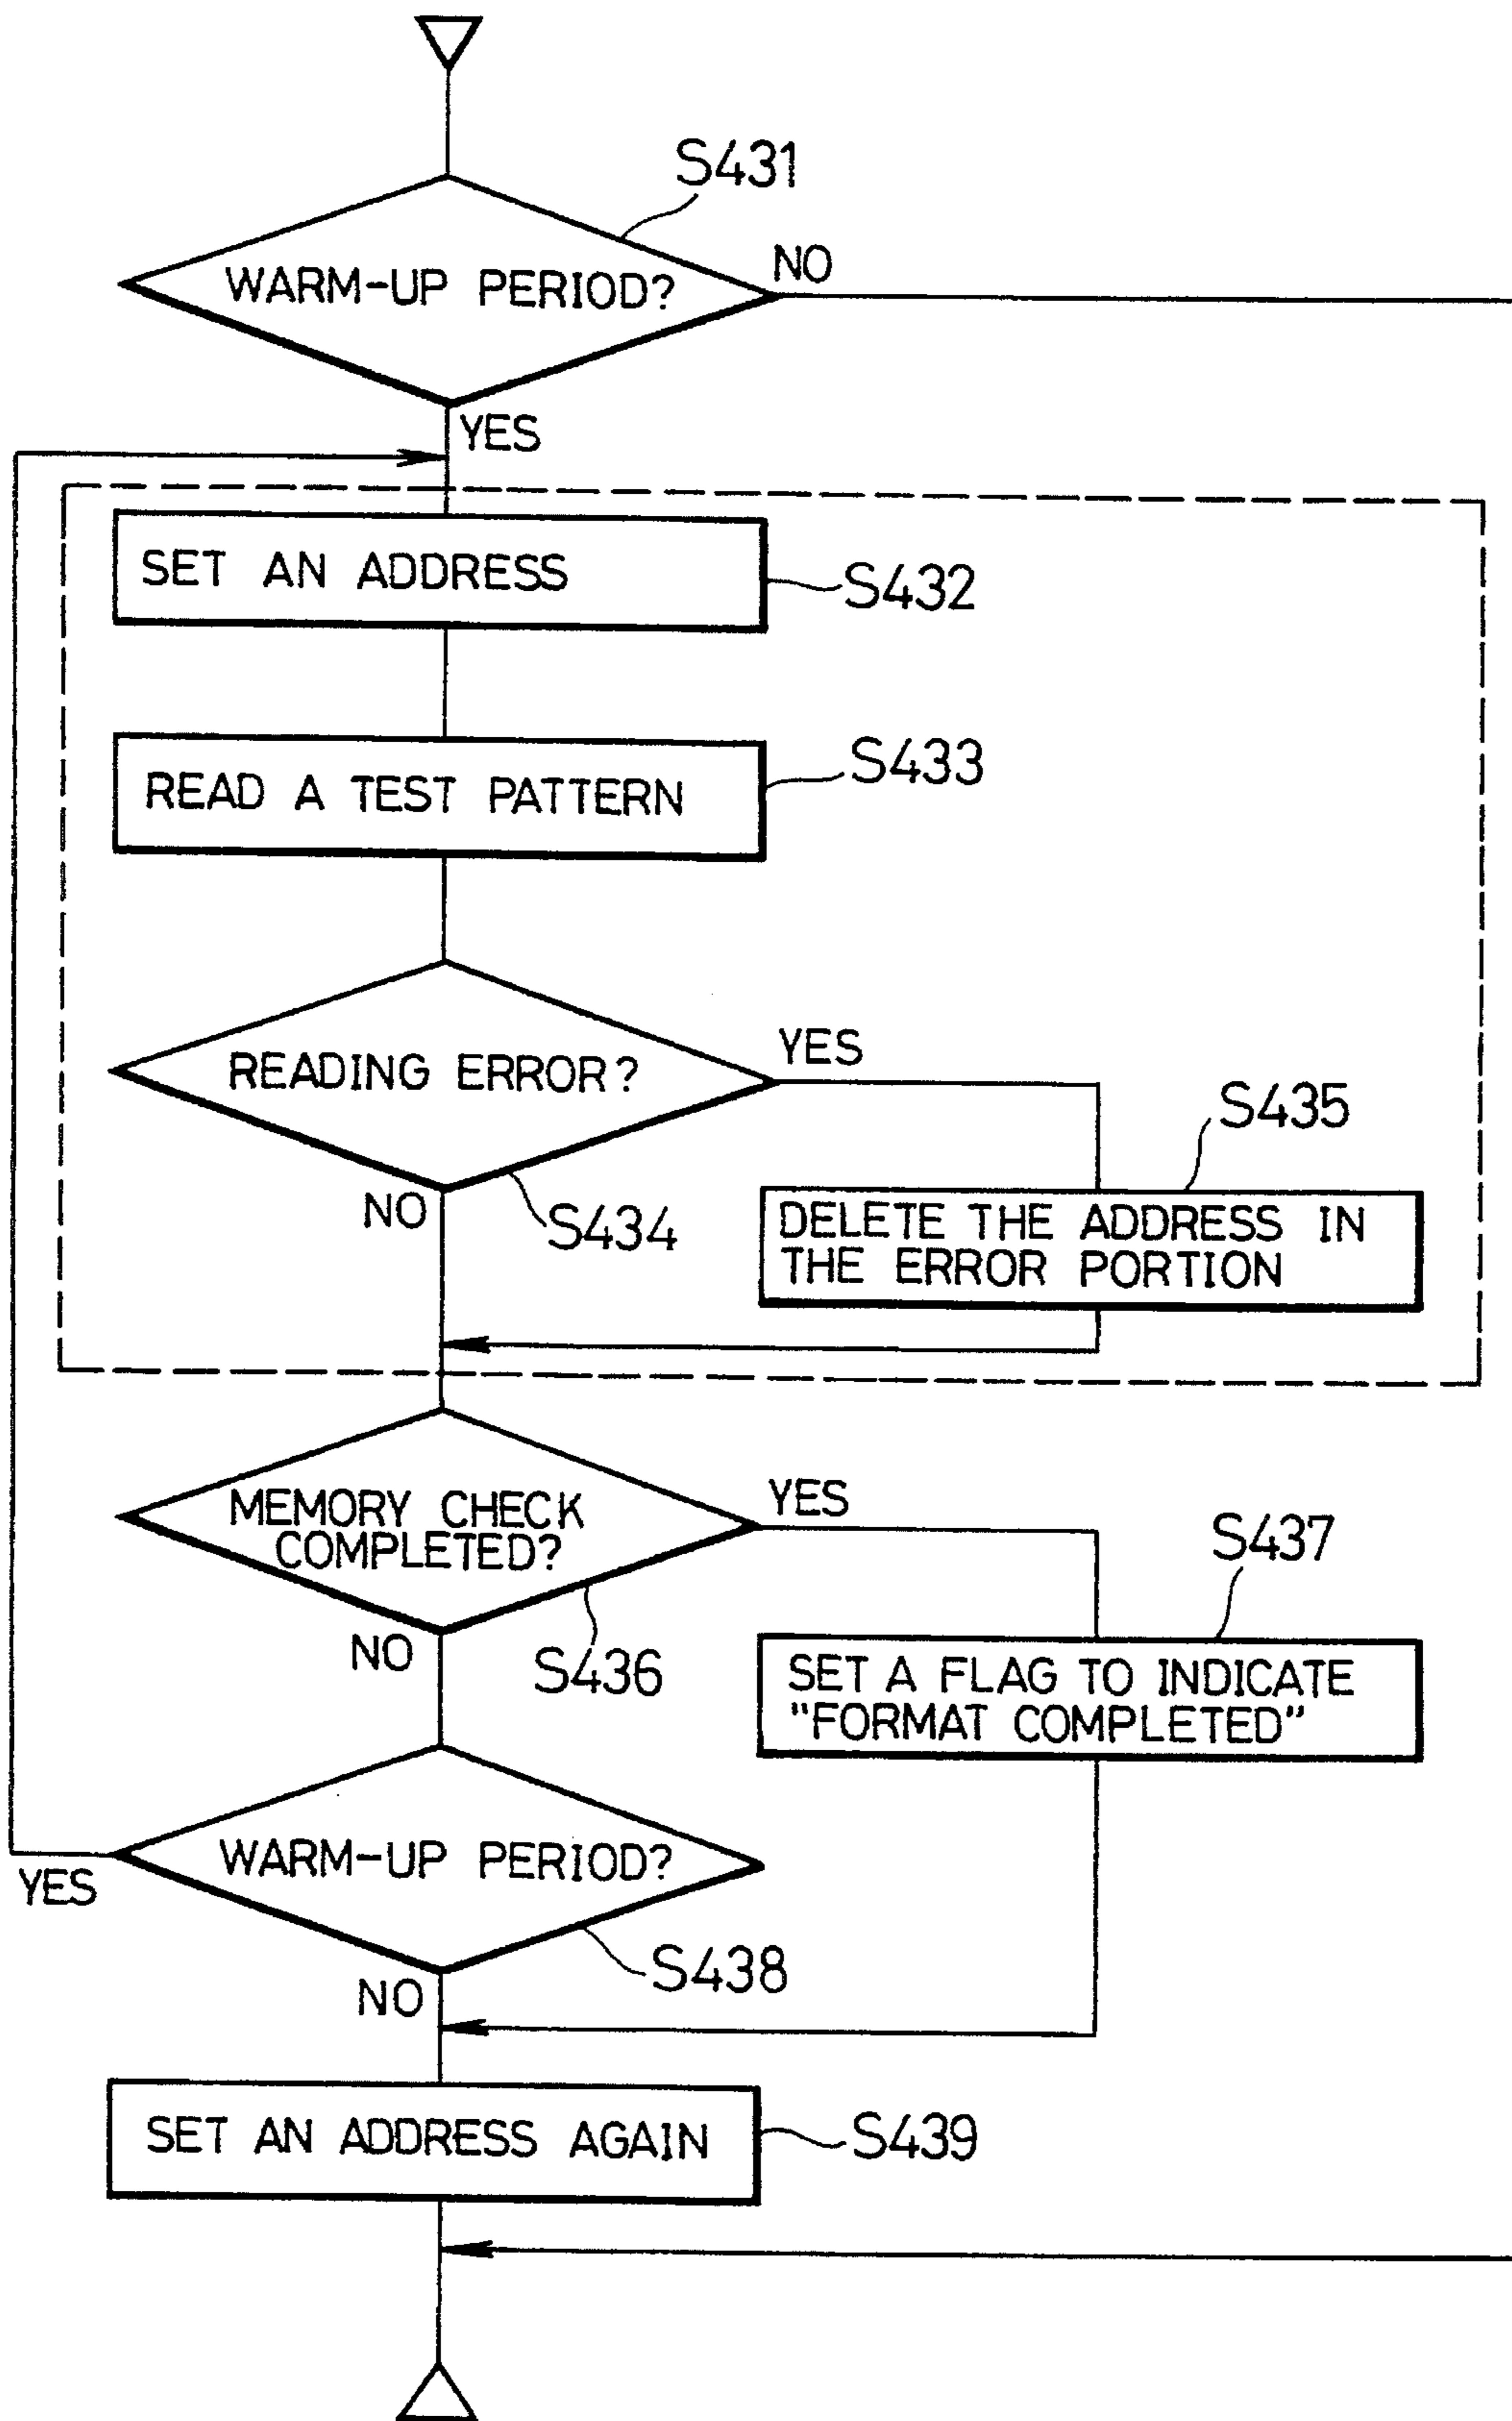 S431
WARM-UP PERIOD?
NO
YES
SET AN ADDRESS
S432
READ A TEST PATTERN
S433
READING ERROR?
YES
S435
NO
S434
DELETE THE ADDRESS IN
THE ERROR PORTION
MEMORY CHECK
COMPLETED?
YES
S437
NO
S436
SET A FLAG TO INDICATE
"FORMAT COMPLETED"
WARM-UP PERIOD?
YES
S438
NO
SET AN ADDRESS AGAIN
S439